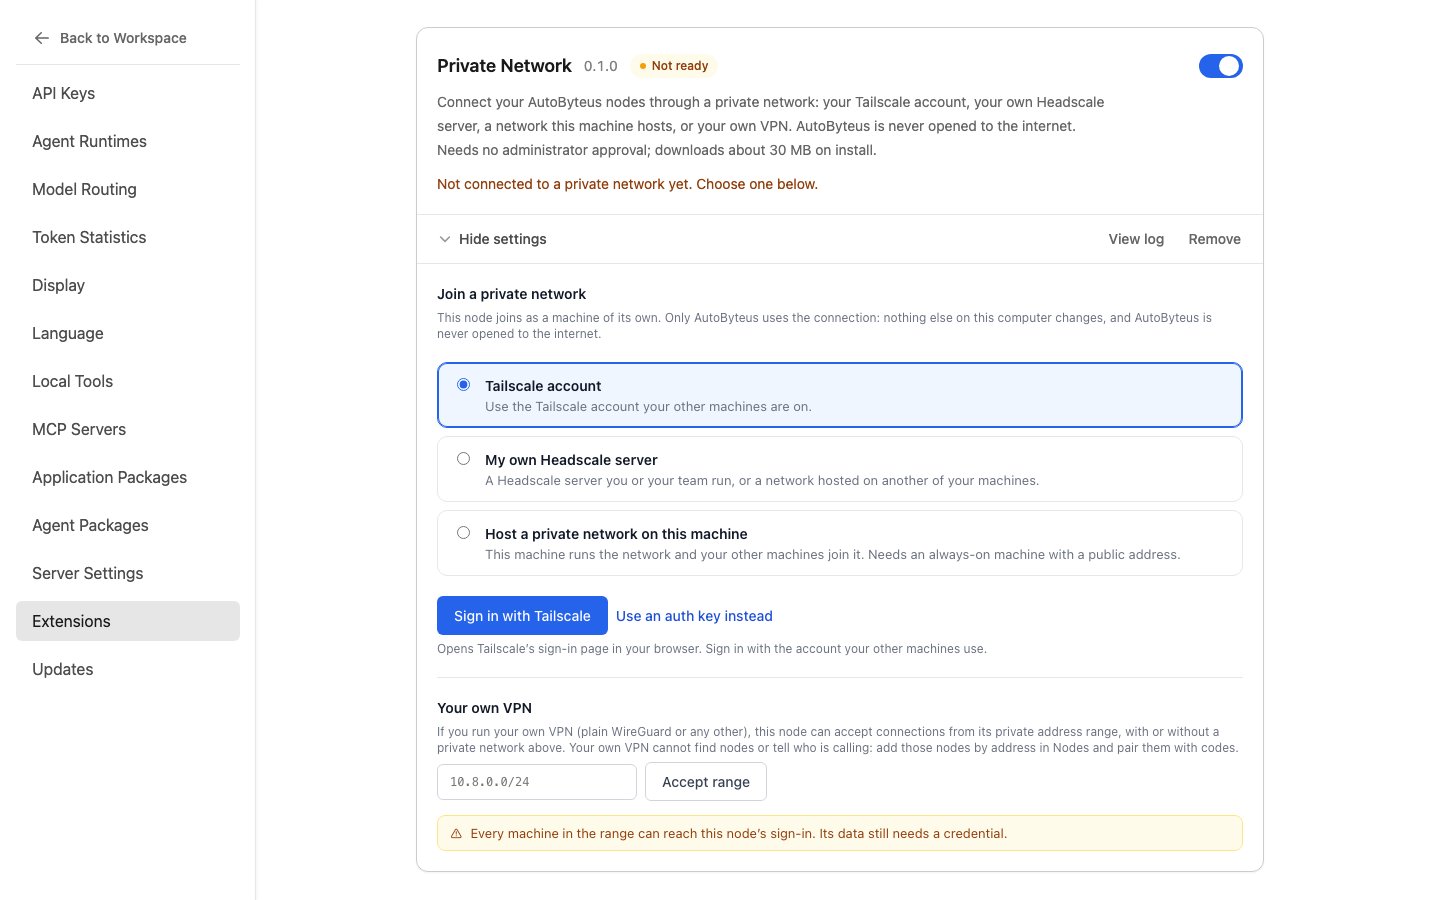 Back to Workspace
API Keys
Agent Runtimes
Model Routing
Token Statistics
Display
Language
Local Tools
MCP Servers
Application Packages
Agent Packages
Server Settings
Extensions
Updates
Private Network 0.1.0 Not ready
Connect your AutoByteus nodes through a private network: your Tailscale account, your own Headscale
server, a network this machine hosts, or your own VPN. AutoByteus is never opened to the internet.
Needs no administrator approval; downloads about 30 MB on install.
Not connected to a private network yet. Choose one below.
Hide settings View log Remove
Join a private network
This node joins as a machine of its own. Only AutoByteus uses the connection: nothing else on this computer changes, and AutoByteus is
never opened to the internet.
Tailscale account
Use the Tailscale account your other machines are on.
My own Headscale server
A Headscale server you or your team run, or a network hosted on another of your machines.
Host a private network on this machine
This machine runs the network and your other machines join it. Needs an always-on machine with a public address.
Sign in with Tailscale Use an auth key instead
Opens Tailscale's sign-in page in your browser. Sign in with the account your other machines use.
Your own VPN
If you run your own VPN (plain WireGuard or any other), this node can accept connections from its private address range, with or without a
private network above. Your own VPN cannot find nodes or tell who is calling: add those nodes by address in Nodes and pair them with codes.
10.8.0.0/24 Accept range
Every machine in the range can reach this node's sign-in. Its data still needs a credential.